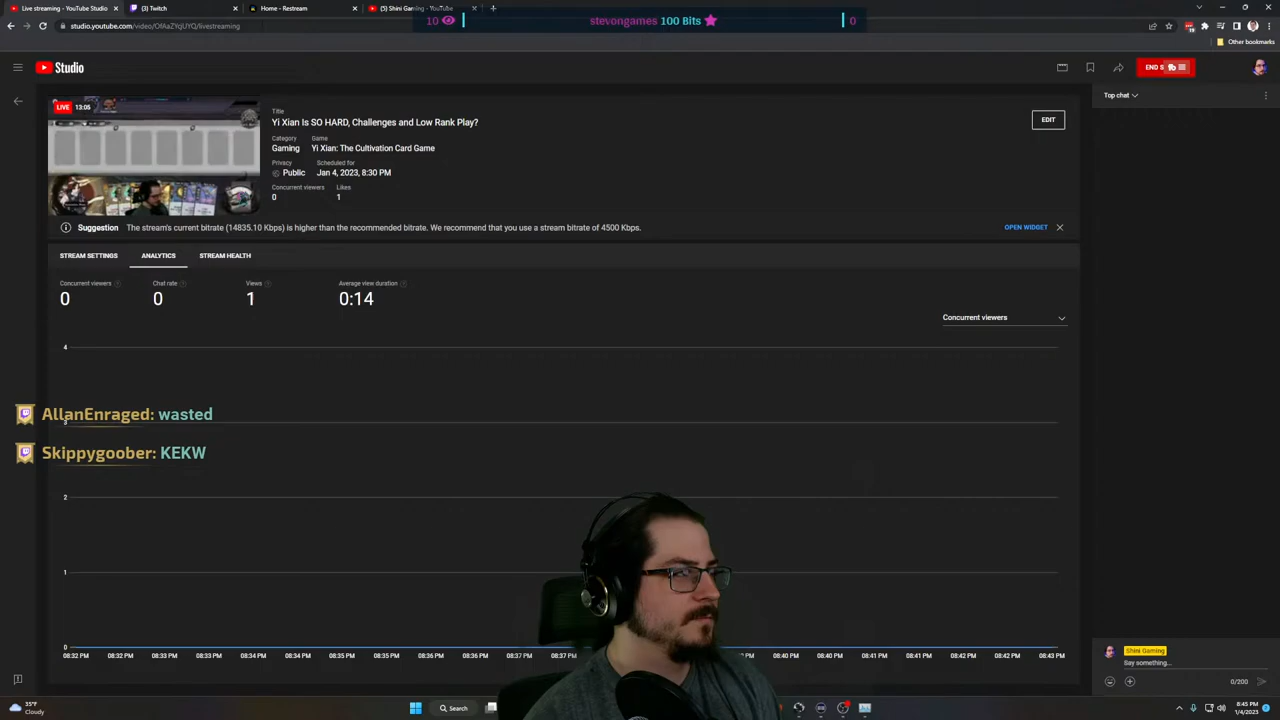 Live streaming - YouTube Studio
(3) Twitch
Home - Restream
(5) Shini Gaming - YouTube
studio.youtube.com/video/OfAaZYqUYQ/livestreaming
10
stevongames 100 Bits
0
Other bookmarks
Studio
END S
LIVE 13:05
Title
Yi Xian Is SO HARD, Challenges and Low Rank Play?
Category
Game
Gaming
Yi Xian: The Cultivation Card Game
Privacy
Scheduled for
Public
Jan 4, 2023, 8:30 PM
Concurrent viewers
Likes
0
1
EDIT
Top chat
Suggestion
The stream's current bitrate (14835.10 Kbps) is higher than the recommended bitrate. We recommend that you use a stream bitrate of 4500 Kbps.
OPEN WIDGET
STREAM SETTINGS
ANALYTICS
STREAM HEALTH
Concurrent viewers
Chat rate
Views
Average view duration
0
0
1
0:14
Concurrent viewers
4
3
2
1
0
AllanEnraged: wasted
Skippygoober: KEKW
08:32 PM
08:32 PM
08:33 PM
08:33 PM
08:34 PM
08:34 PM
08:35 PM
08:35 PM
08:36 PM
08:36 PM
08:37 PM
08:37 PM
08:40 PM
08:40 PM
08:41 PM
08:41 PM
08:42 PM
08:42 PM
08:43 PM
Shini Gaming
Say something...
0/200
35°F
Cloudy
Search
8:45 PM
1/4/2023